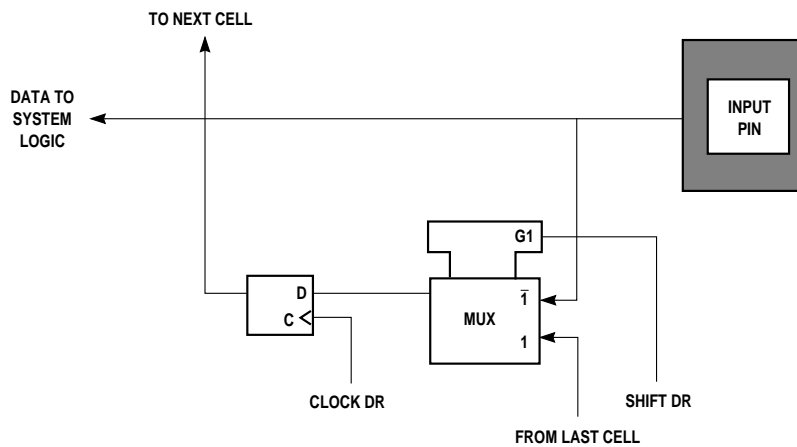 TO NEXT CELL
DATA TO
SYSTEM
LOGIC
INPUT
PIN
G1
D
C
MUX
1̅
1
CLOCK DR
SHIFT DR
FROM LAST CELL